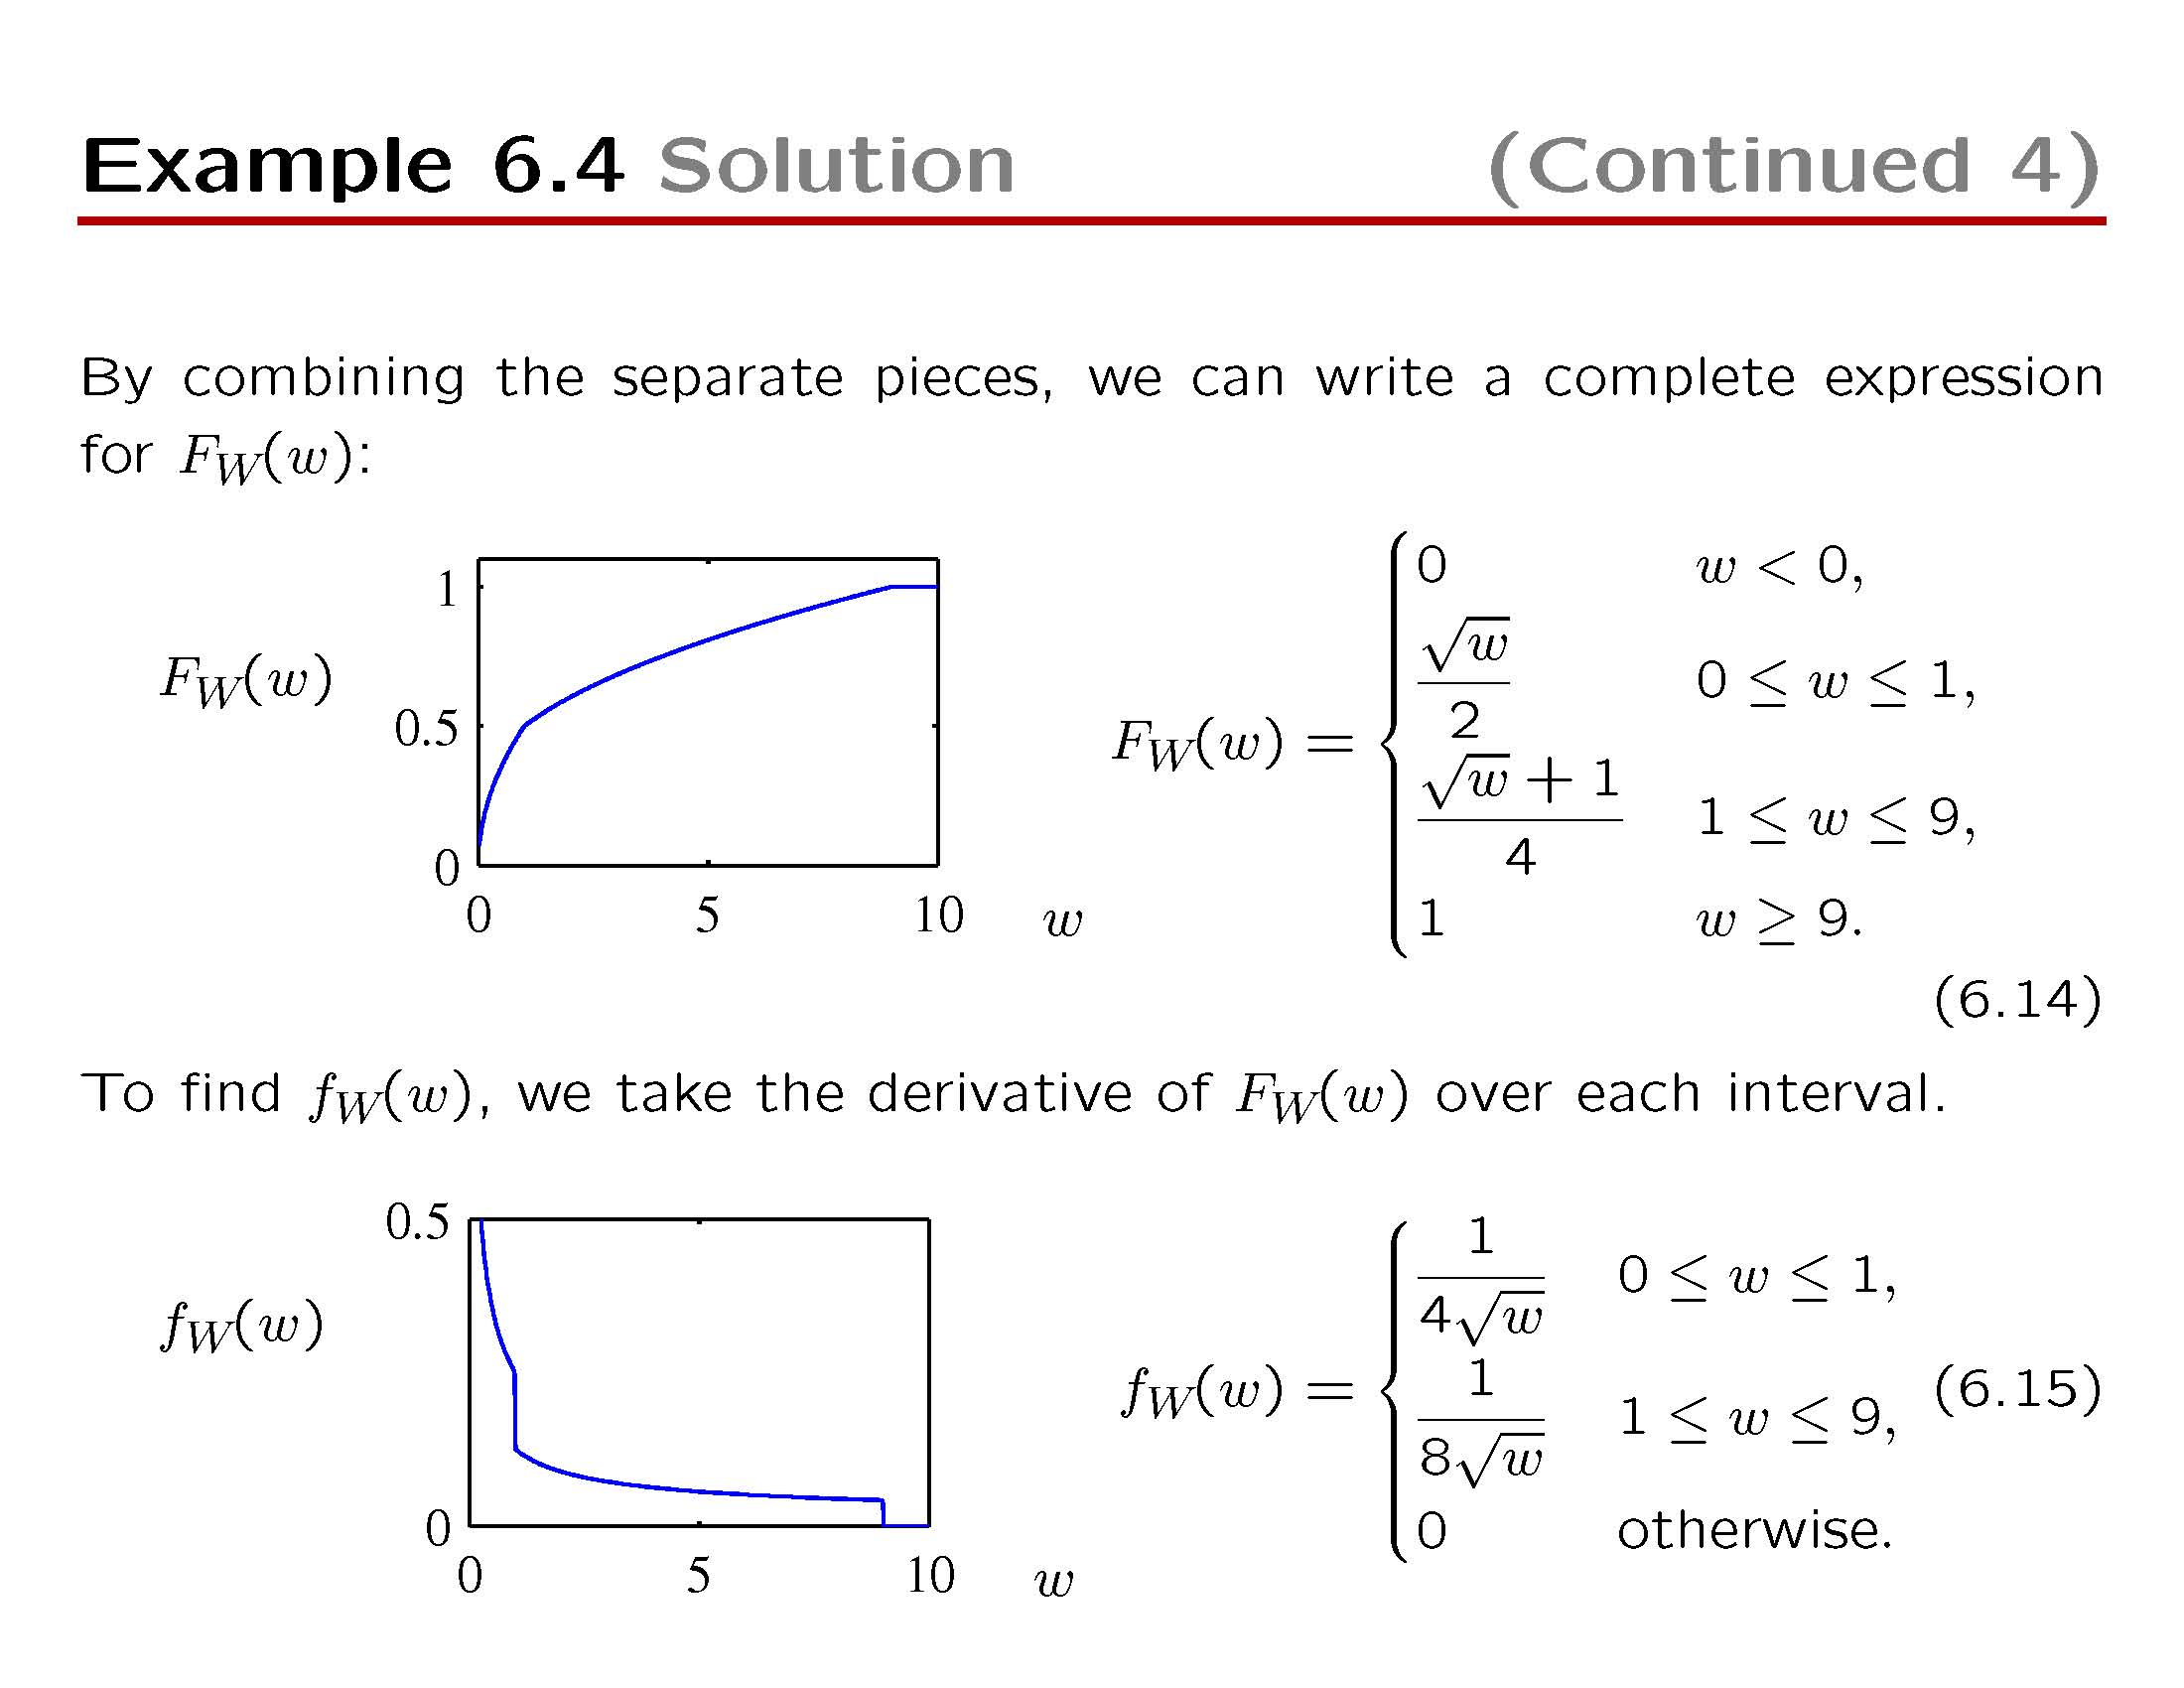 Example 6.4 Solution (Continued 4)
By combining the separate pieces, we can write a complete expression
for F_W(w):
1
F_W(w)
0.5
0
0 5 10 w
F_W(w) = { 0 w < 0,
√w/2 0 ≤ w ≤ 1,
(√w + 1)/4 1 ≤ w ≤ 9,
1 w ≥ 9.
(6.14)
To find f_W(w), we take the derivative of F_W(w) over each interval.
0.5
f_W(w)
0
0 5 10 w
f_W(w) = { 1/(4√w) 0 ≤ w ≤ 1,
1/(8√w) 1 ≤ w ≤ 9, (6.15)
0 otherwise.